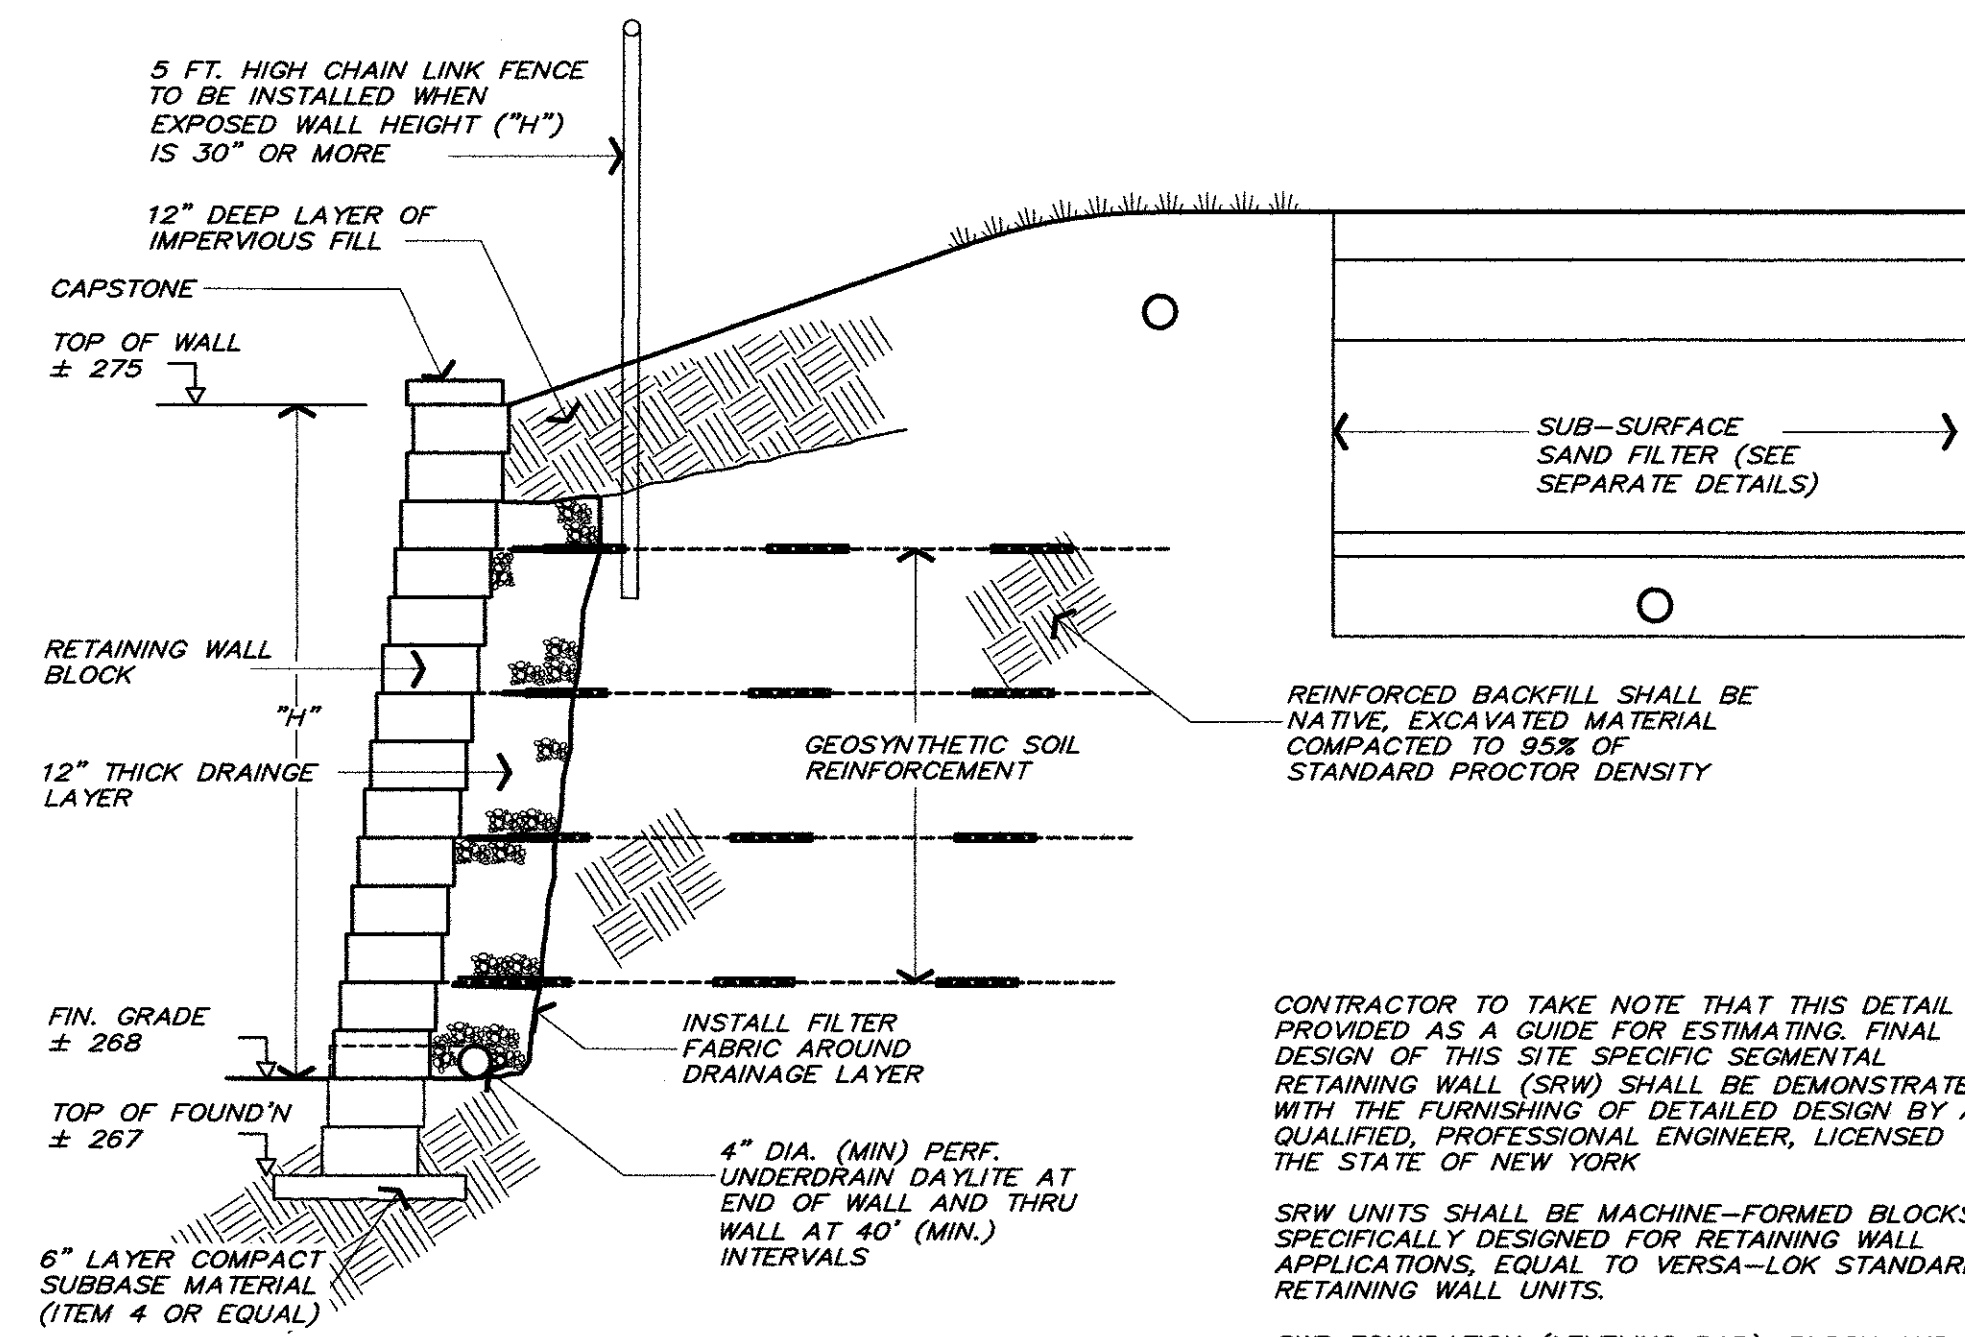 5 FT. HIGH CHAIN LINK FENCE
TO BE INSTALLED WHEN
EXPOSED WALL HEIGHT ("H")
IS 30" OR MORE
12" DEEP LAYER OF
IMPERVIOUS FILL
CAPSTONE
TOP OF WALL
± 275
RETAINING WALL
BLOCK
"H"
12" THICK DRAINGE
LAYER
FIN. GRADE
± 268
TOP OF FOUND'N
± 267
6" LAYER COMPACT
SUBBASE MATERIAL
(ITEM 4 OR EQUAL)
GEOSYNTHETIC SOIL
REINFORCEMENT
INSTALL FILTER
FABRIC AROUND
DRAINAGE LAYER
4" DIA. (MIN) PERF.
UNDERDRAIN DAYLITE AT
END OF WALL AND THRU
WALL AT 40' (MIN.)
INTERVALS
SUB-SURFACE
SAND FILTER (SEE
SEPARATE DETAILS)
REINFORCED BACKFILL SHALL BE
NATIVE, EXCAVATED MATERIAL
COMPACTED TO 95% OF
STANDARD PROCTOR DENSITY
CONTRACTOR TO TAKE NOTE THAT THIS DETAIL
PROVIDED AS A GUIDE FOR ESTIMATING. FINAL
DESIGN OF THIS SITE SPECIFIC SEGMENTAL
RETAINING WALL (SRW) SHALL BE DEMONSTRATE
WITH THE FURNISHING OF DETAILED DESIGN BY
QUALIFIED, PROFESSIONAL ENGINEER, LICENSED
THE STATE OF NEW YORK
SRW UNITS SHALL BE MACHINE-FORMED BLOCKS
SPECIFICALLY DESIGNED FOR RETAINING WALL
APPLICATIONS, EQUAL TO VERSA-LOK STANDAR
RETAINING WALL UNITS.